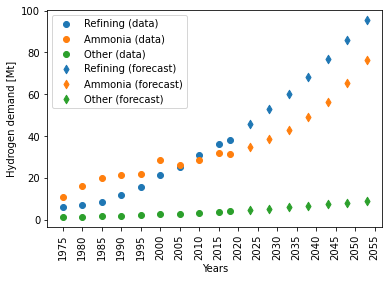 Hydrogen demand [Mt]
100
80
60
40
20
0
Refining (data)
Ammonia (data)
Other (data)
Refining (forecast)
Ammonia (forecast)
Other (forecast)
1975
1980
1985
1990
1995
2000
2005
2010
2015
2020
2025
2030
2035
2040
2045
2050
2055
Years